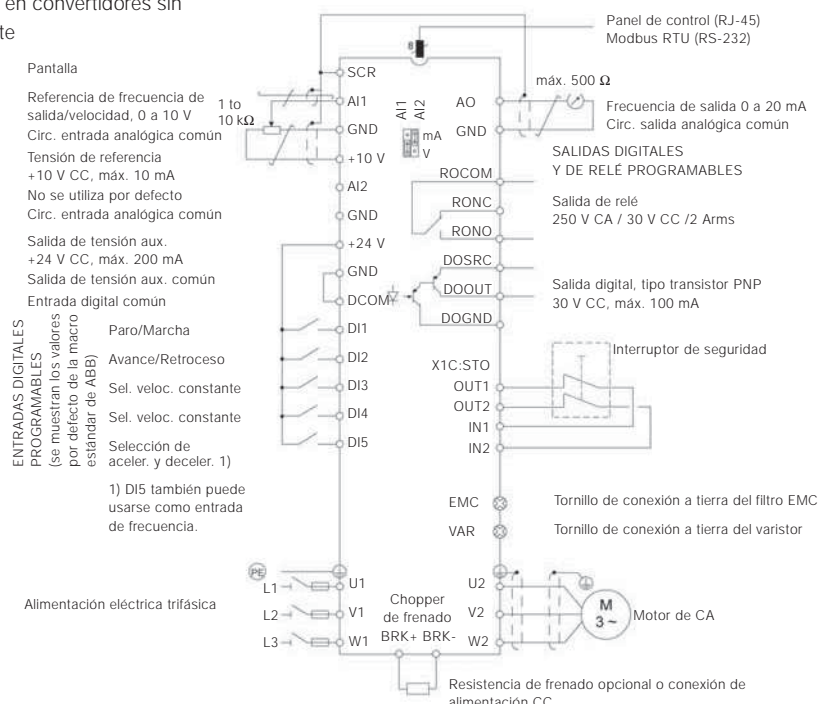 en convertidores sin
te
Panel de control (RJ-45)
Modbus RTU (RS-232)
8
Pantalla
Referencia de frecuencia de
salida/velocidad, 0 a 10 V
Circ. entrada analógica común
Tensión de referencia
+10 V CC, máx. 10 mA
No se utiliza por defecto
Circ. entrada analógica común
Salida de tensión aux.
+24 V CC, máx. 200 mA
Salida de tensión aux. común
Entrada digital común
1 to
10 kΩ
SCR
AI1
GND
+10 V
AI2
GND
+24 V
GND
DCOM
DI1
DI2
DI3
DI4
DI5
ENTRADAS DIGITALES
PROGRAMABLES
(se muestran los valores
por defecto de la macro
estándar de ABB)
Paro/Marcha
Avance/Retroceso
Sel. veloc. constante
Sel. veloc. constante
Selección de
aceler. y deceler. 1)
1) DI5 también puede
usarse como entrada
de frecuencia.
AI1
AI2
mA
V
AO
GND
máx. 500 Ω
Frecuencia de salida 0 a 20 mA
Circ. salida analógica común
SALIDAS DIGITALES
Y DE RELÉ PROGRAMABLES
ROCOM
RONC
RONO
Salida de relé
250 V CA / 30 V CC /2 Arms
DOSRC
DOOUT
DOGND
Salida digital, tipo transistor PNP
30 V CC, máx. 100 mA
X1C:STO
OUT1
OUT2
IN1
IN2
Interruptor de seguridad
EMC
Tornillo de conexión a tierra del filtro EMC
VAR
Tornillo de conexión a tierra del varistor
Alimentación eléctrica trifásica
PE
L1
L2
L3
U1
V1
W1
Chopper
de frenado
BRK+ BRK-
U2
V2
W2
M
3~
Motor de CA
Resistencia de frenado opcional o conexión de
alimentación CC